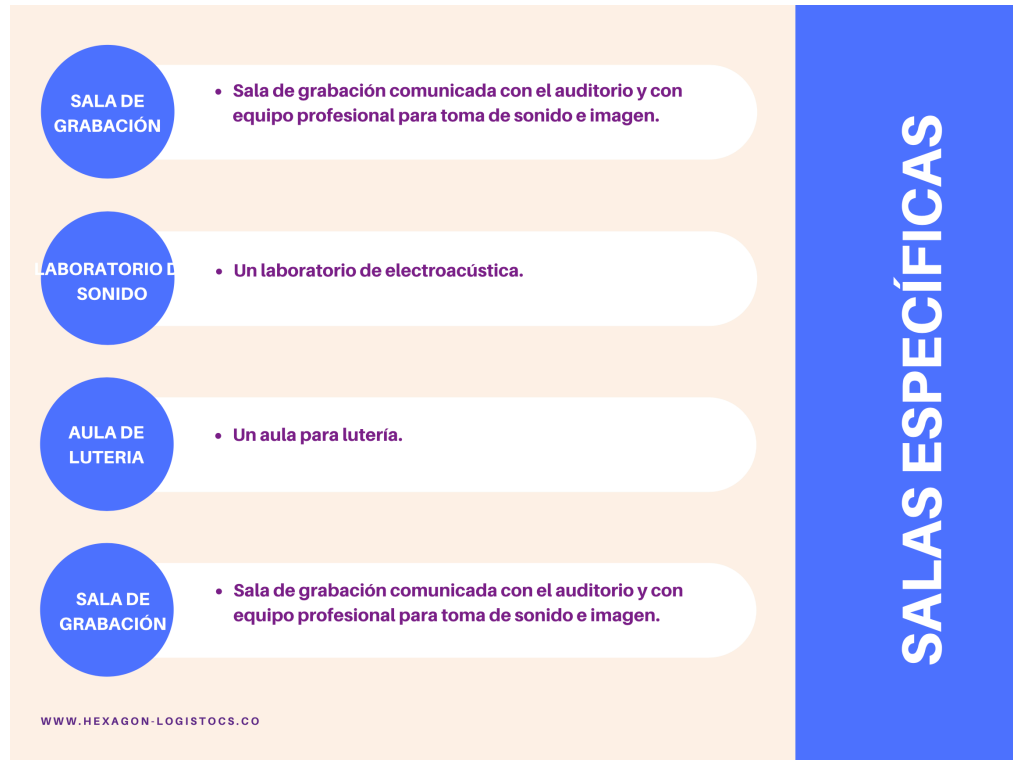 SALA DE
GRABACIÓN
• Sala de grabación comunicada con el auditorio y con
equipo profesional para toma de sonido e imagen.
LABORATORIO D
SONIDO
• Un laboratorio de electroacústica.
AULA DE
LUTERIA
• Un aula para lutería.
SALA DE
GRABACIÓN
• Sala de grabación comunicada con el auditorio y con
equipo profesional para toma de sonido e imagen.
WWW.HEXAGON-LOGISTOCS.CO
SALAS ESPECÍFICAS